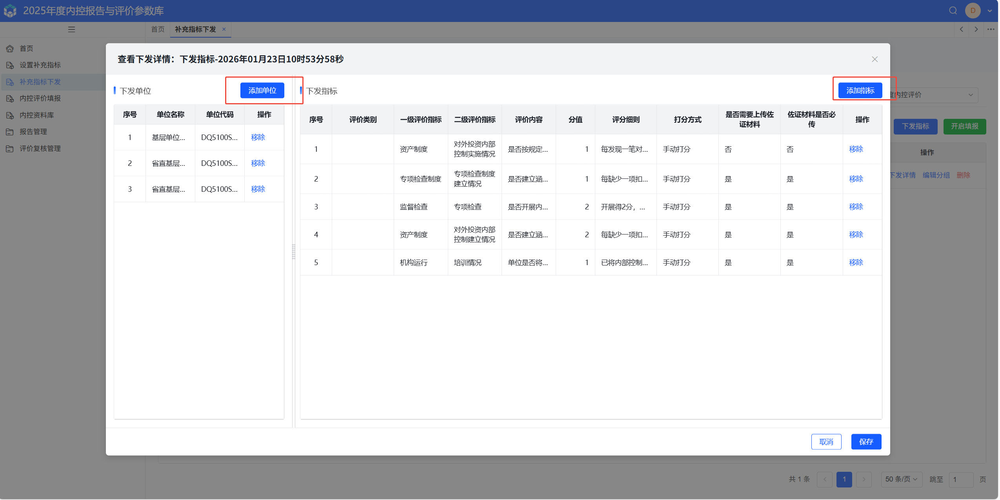 2025年度内控报告与评价参数库
D
首页
补充指标下发
首页
设置补充指标
补充指标下发
内控评价填报
内控资料库
报告管理
评价复核管理
查看下发详情：下发指标-2026年01月23日10时53分58秒
下发单位
添加单位
序号 单位名称 单位代码 操作
1 基层单位... DQ5100S... 移除
2 省直基层... DQ5100S... 移除
3 省直基层... DQ5100S... 移除
下发指标
添加指标
序号 评价类别 一级评价指标 二级评价指标 评价内容 分值 评分细则 打分方式 是否需要上传佐证材料 佐证材料是否必传 操作
1 资产制度 对外投资内部控制实施情况 是否按规定... 1 每发现一笔对... 手动打分 否 否 移除
2 专项检查制度 专项检查制度建立情况 是否建立涵... 1 每缺少一项扣... 手动打分 是 是 移除
3 监督检查 专项检查 是否开展内... 2 开展得2分，... 手动打分 是 是 移除
4 资产制度 对外投资内部控制建立情况 是否建立涵... 2 每缺少一项扣... 手动打分 是 是 移除
5 机构运行 培训情况 单位是否将... 1 已将内部控制... 手动打分 是 是 移除
取消 保存
度内控评价
下发指标 开启填报
操作
下发详情 编辑分组 删除
共 1 条 1 50 条/页 跳至 1 页